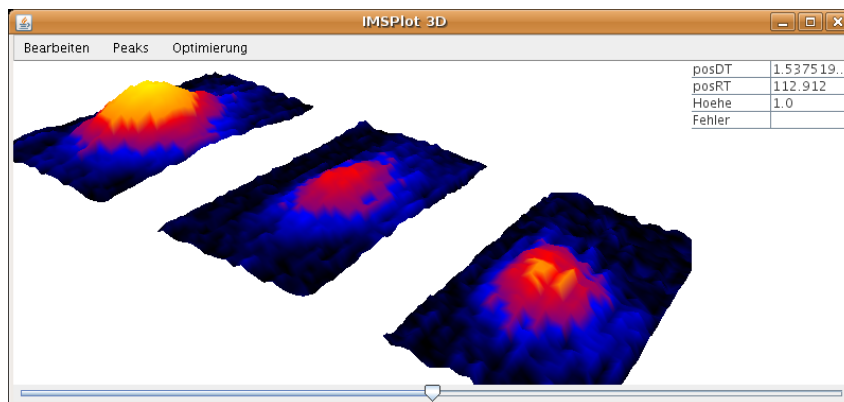 IMSPlot 3D
Bearbeiten Peaks Optimierung
posDT 1.537519...
posRT 112.912
Hoehe 1.0
Fehler